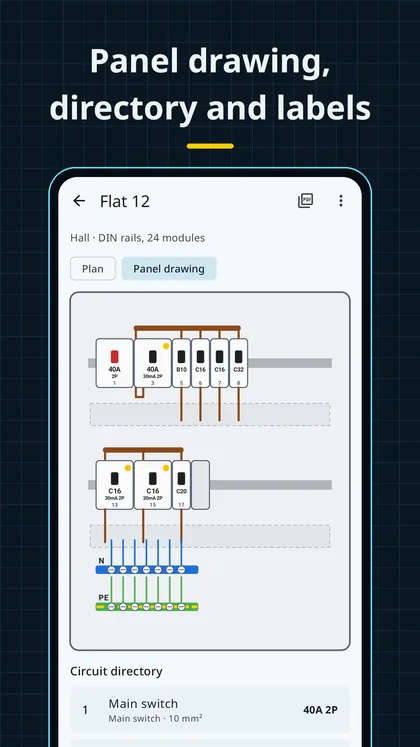 Panel drawing,
directory and labels
Flat 12
PDF
Hall · DIN rails, 24 modules
Plan
Panel drawing
40A
2P
1
40A
30mA 2P
3
B10
5
C16
6
C16
7
C32
8
C16
30mA 2P
13
C16
30mA 2P
15
C20
17
N
PE
Circuit directory
1
Main switch
40A 2P
Main switch · 10 mm²